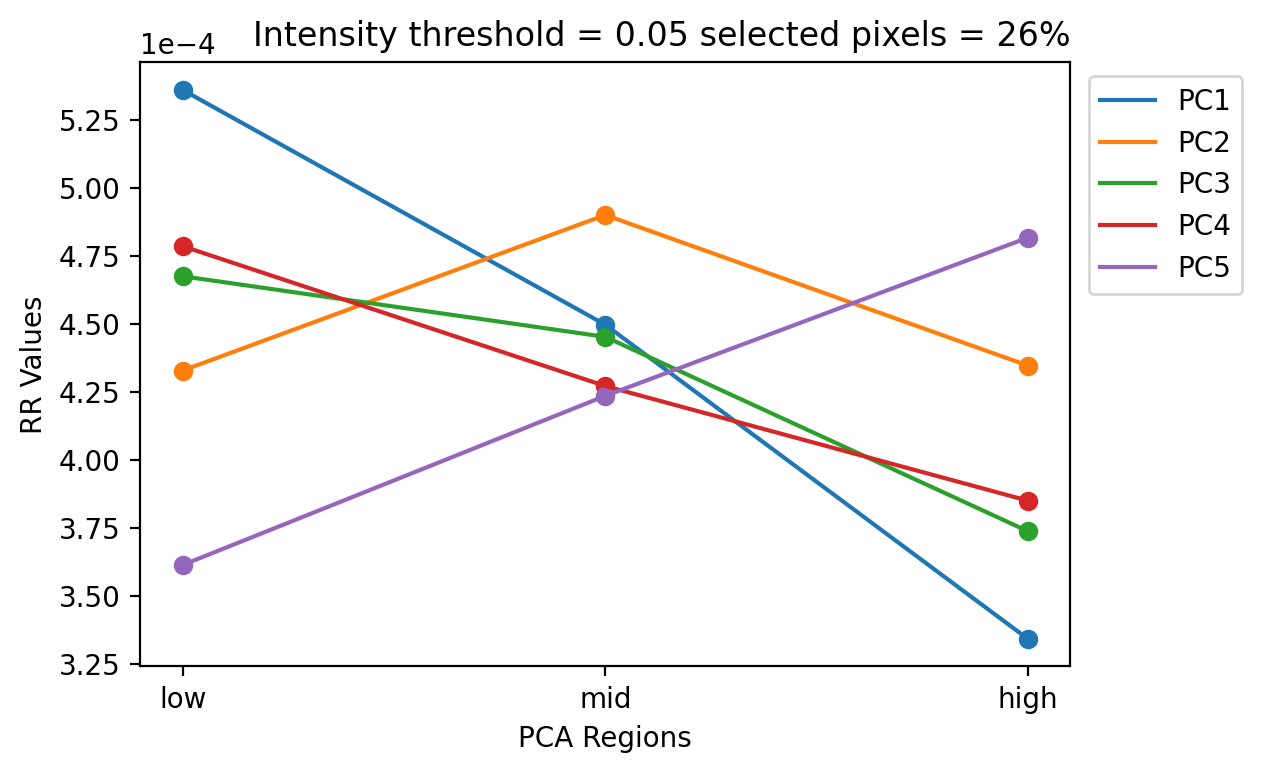 Intensity threshold = 0.05 selected pixels = 26%
1e−4
5.25
5.00
4.75
4.50
4.25
4.00
3.75
3.50
3.25
RR Values
low
mid
high
PCA Regions
PC1
PC2
PC3
PC4
PC5